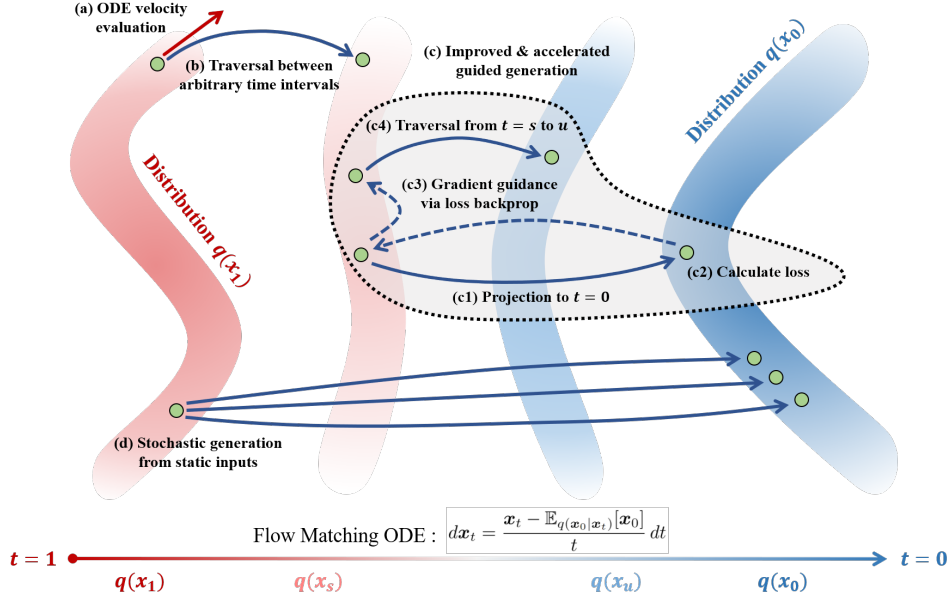 (a) ODE velocity
evaluation
(b) Traversal between
arbitrary time intervals
(c) Improved & accelerated
guided generation
Distribution q(x₀)
(c4) Traversal from t = s to u
(c3) Gradient guidance
via loss backprop
Distribution q(x₁)
(c2) Calculate loss
(c1) Projection to t = 0
(d) Stochastic generation
from static inputs
Flow Matching ODE : dxₜ = (xₜ − 𝔼_{q(x₀|xₜ)}[x₀]) / t dt
t = 1
t = 0
q(x₁)
q(xₛ)
q(xᵤ)
q(x₀)